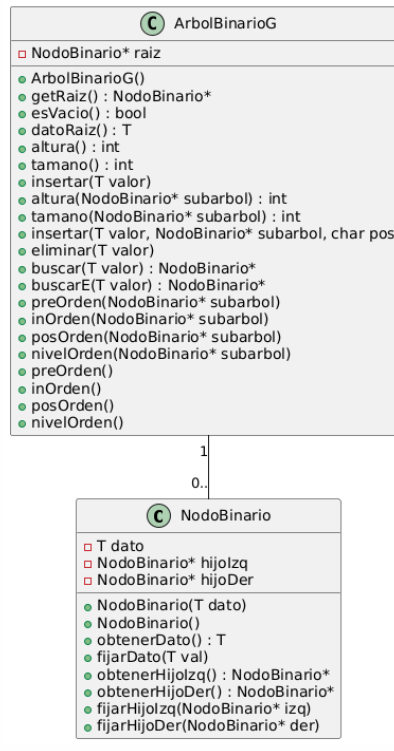 C ArbolBinarioG
NodoBinario* raiz
ArbolBinarioG()
getRaiz() : NodoBinario*
esVacio() : bool
datoRaiz() : T
altura() : int
tamano() : int
insertar(T valor)
altura(NodoBinario* subarbol) : int
tamano(NodoBinario* subarbol) : int
insertar(T valor, NodoBinario* subarbol, char pos
eliminar(T valor)
buscar(T valor) : NodoBinario*
buscarE(T valor) : NodoBinario*
preOrden(NodoBinario* subarbol)
inOrden(NodoBinario* subarbol)
posOrden(NodoBinario* subarbol)
nivelOrden(NodoBinario* subarbol)
preOrden()
inOrden()
posOrden()
nivelOrden()
1
0..
C NodoBinario
T dato
NodoBinario* hijoIzq
NodoBinario* hijoDer
NodoBinario(T dato)
NodoBinario()
obtenerDato() : T
fijarDato(T val)
obtenerHijoIzq() : NodoBinario*
obtenerHijoDer() : NodoBinario*
fijarHijoIzq(NodoBinario* izq)
fijarHijoDer(NodoBinario* der)